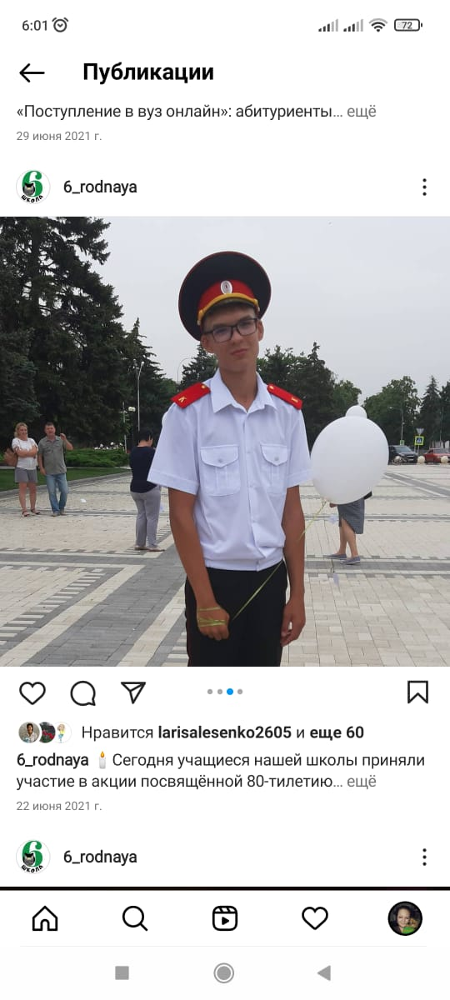 6:01
72
Публикации
«Поступление в вуз онлайн»: абитуриенты... ещё
29 июня 2021 г.
6 школа
6_rodnaya
К
Нравится larisalesenko2605 и еще 60
6_rodnaya 🕯️Сегодня учащиеся нашей школы приняли
участие в акции посвящённой 80-тилетию... ещё
22 июня 2021 г.
6 школа
6_rodnaya